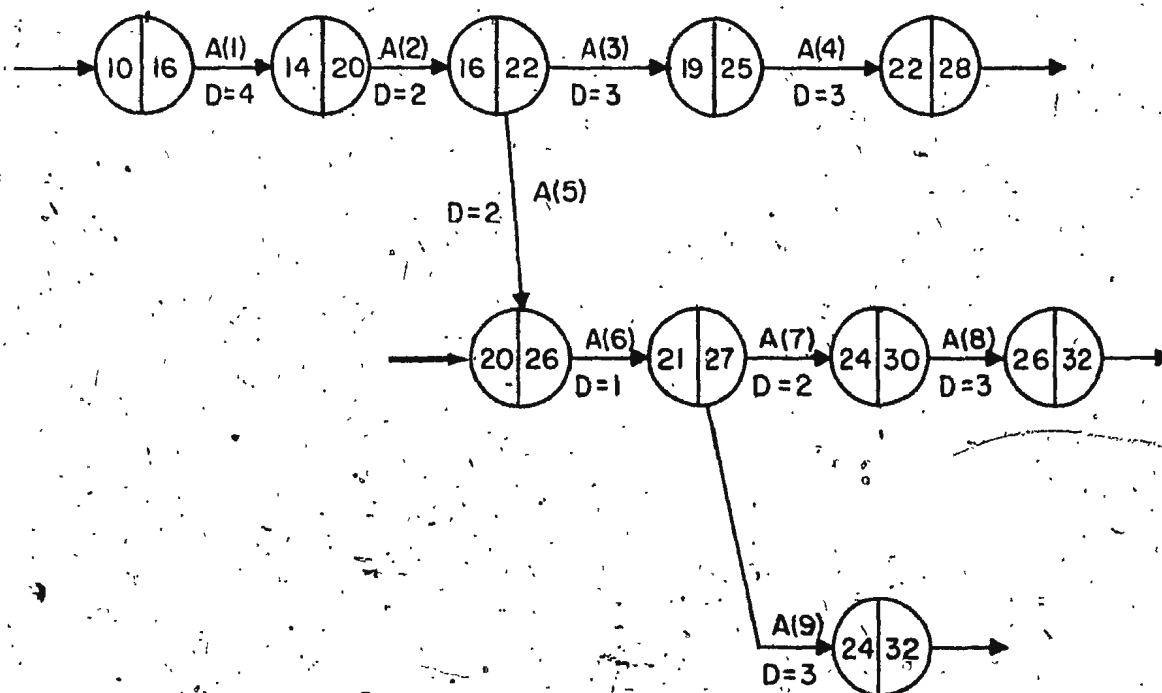 A(1) A(2) A(3) A(4)
10 16 14 20 16 22 19 25 22 28
D=4 D=2 D=3 D=3
A(5)
D=2
A(6) A(7) A(8)
20 26 21 27 24 30 26 32
D=1 D=2 D=3
A(9)
24 32
D=3